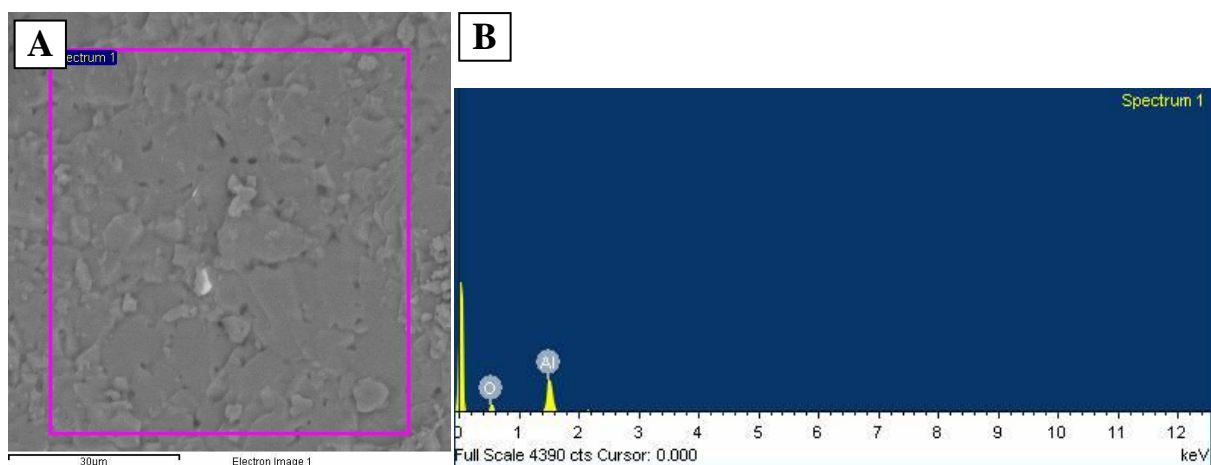 A
ectrum 1
30µm
Electron Image 1
B
Spectrum 1
O
Al
0 1 2 3 4 5 6 7 8 9 10 11 12
Full Scale 4390 cts Cursor: 0.000
keV